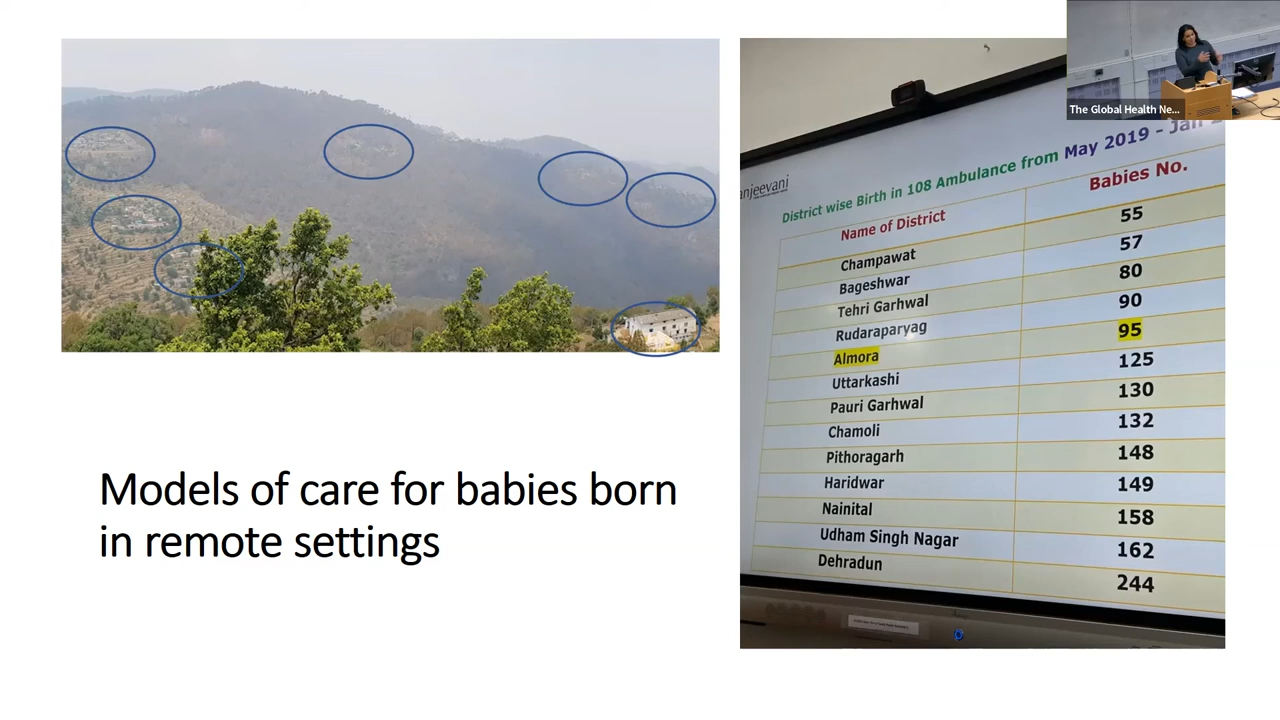 The Global Health Ne...
anjeevani
District wise Birth in 108 Ambulance from May 2019 - Jan
Name of District Babies No.
Champawat 55
Bageshwar 57
Tehri Garhwal 80
Rudaraparyag 90
Almora 95
Uttarkashi 125
Pauri Garhwal 130
Chamoli 132
Pithoragarh 148
Haridwar 149
Nainital 158
Udham Singh Nagar 162
Dehradun 244
Models of care for babies born
in remote settings